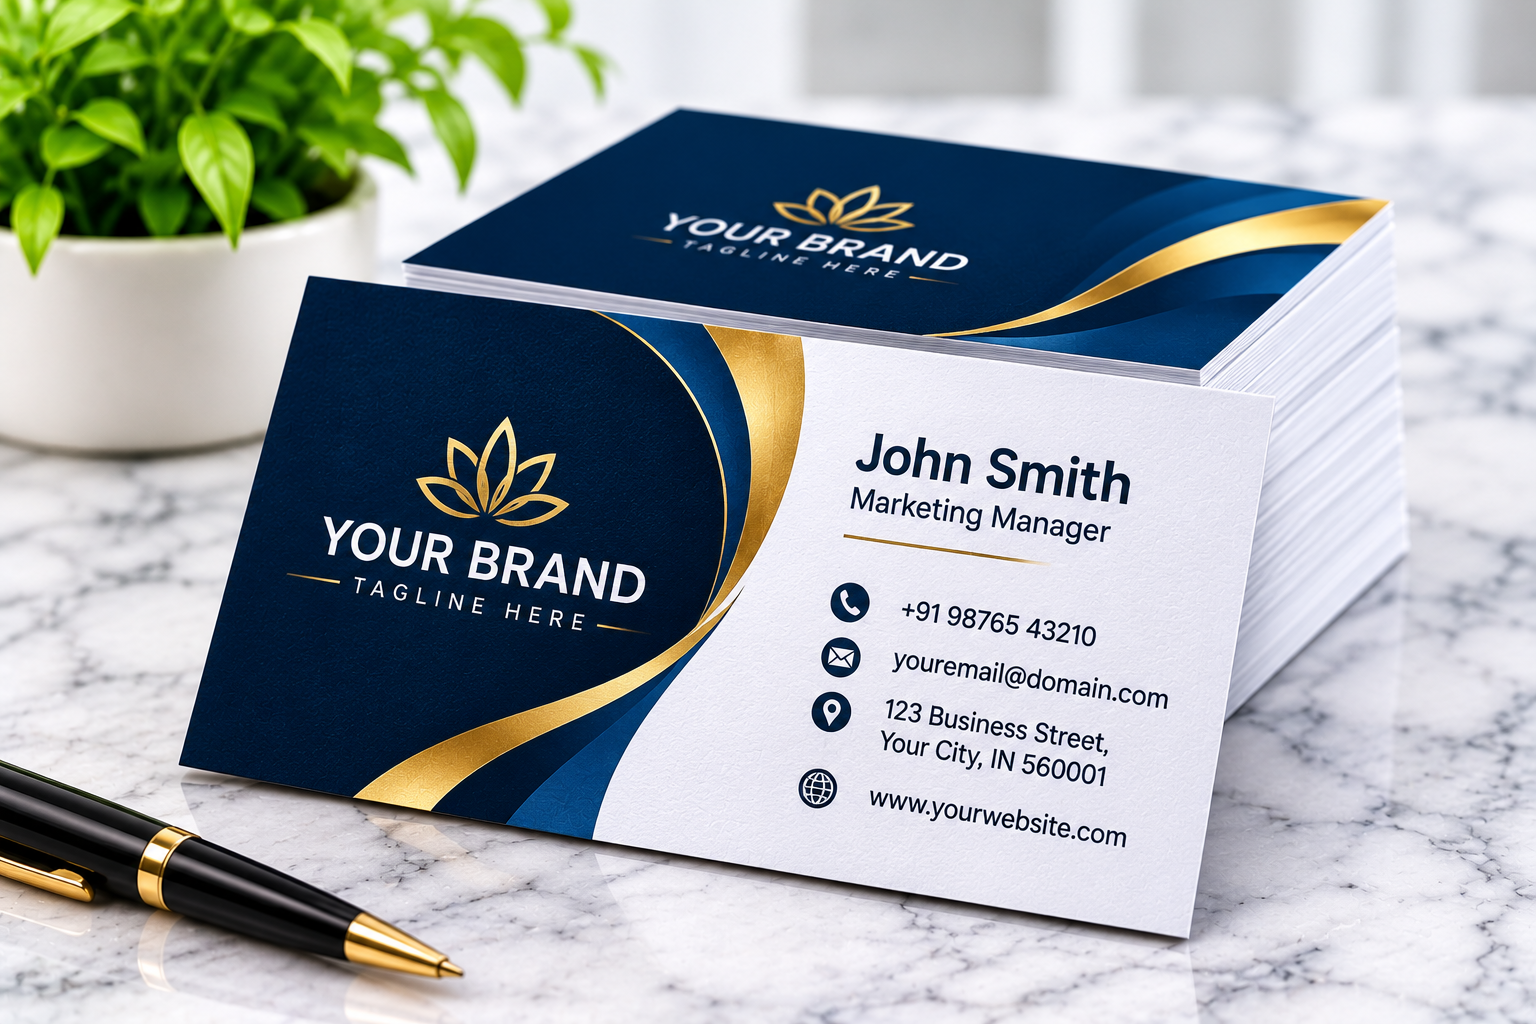 YOUR BRAND
TAGLINE HERE
YOUR BRAND
TAGLINE HERE
John Smith
Marketing Manager
+91 98765 43210
youremail@domain.com
123 Business Street,
Your City, IN 560001
www.yourwebsite.com